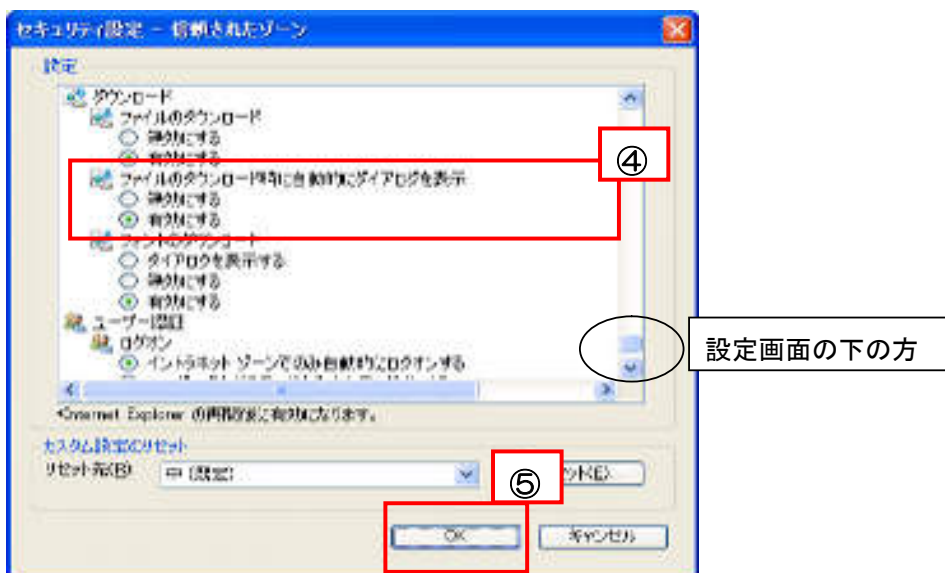 セキュリティ設定 - 信頼されたゾーン
設定
ダウンロード
ファイルのダウンロード
無効にする
有効にする
④
ファイルのダウンロード時に自動的にダイアログを表示
無効にする
有効にする
フォントのダウンロード
ダイアログを表示する
無効にする
有効にする
ユーザー認証
ログオン
イントラネット ゾーンでのみ自動的にログオンする
設定画面の下の方
*Internet Explorer の再開後に有効になります。
カスタム設定のリセット
リセット先(R)
中 (既定)
⑤
ット(E)
OK
キャンセル